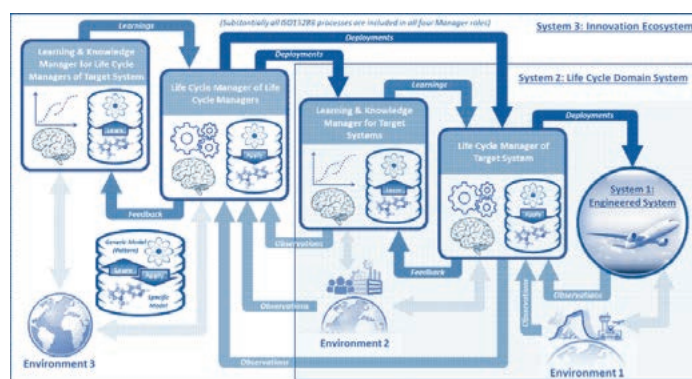 Learnings
(Substantially all ISO15288 processes are included in all four Manager roles)
System 3: Innovation Ecosystem
Deployments
Learning & Knowledge
Manager for Life Cycle
Managers of Target System
Deployments
Life Cycle Manager of
Life Cycle Managers
System 2: Life Cycle Domain System
Learnings
Learning & Knowledge
Manager for Target
Systems
Deployments
Life Cycle Manager of
Target System
Learn
Apply
System 1:
Engineered System
Learn
Apply
Feedback
Observations
Generic Model
(Pattern)
Learn
Apply
Specific
Model
Feedback
Observations
Observations
Observations
Environment 3
Environment 2
Observations
Environment 1